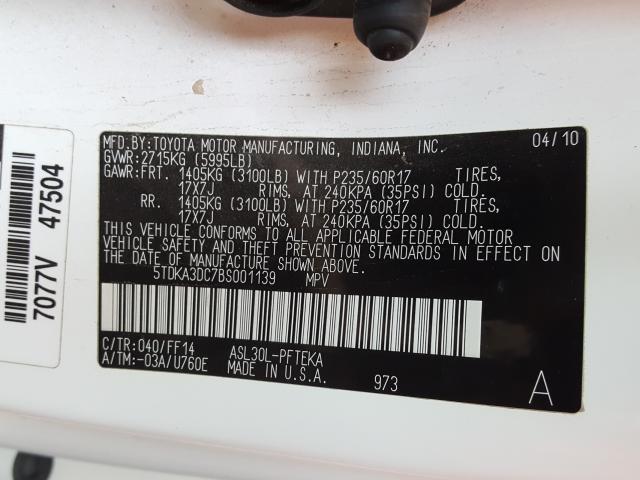 MFD.BY:TOYOTA MOTOR MANUFACTURING, INDIANA, INC. 04/10
GVWR:2715KG (5995LB)
GAWR:FRT. 1405KG (3100LB) WITH P235/60R17 TIRES,
17X7J RIMS, AT 240KPA (35PSI) COLD.
RR. 1405KG (3100LB) WITH P235/60R17 TIRES,
17X7J RIMS, AT 240KPA (35PSI) COLD.
THIS VEHICLE CONFORMS TO ALL APPLICABLE FEDERAL MOTOR
VEHICLE SAFETY AND THEFT PREVENTION STANDARDS IN EFFECT ON
THE DATE OF MANUFACTURE SHOWN ABOVE.
5TDKA3DC7BS001139 MPV
C/TR:040/FF14 ASL30L-PFTEKA
A/TM:-03A/U760E MADE IN U.S.A. 973 A
7077V 47504